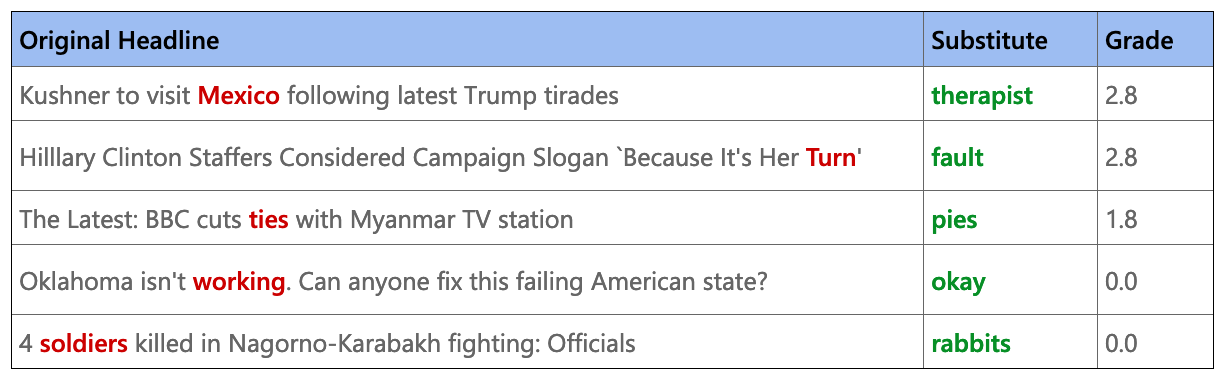 Original Headline Substitute Grade
Kushner to visit Mexico following latest Trump tirades therapist 2.8
Hilllary Clinton Staffers Considered Campaign Slogan `Because It's Her Turn' fault 2.8
The Latest: BBC cuts ties with Myanmar TV station pies 1.8
Oklahoma isn't working. Can anyone fix this failing American state? okay 0.0
4 soldiers killed in Nagorno-Karabakh fighting: Officials rabbits 0.0